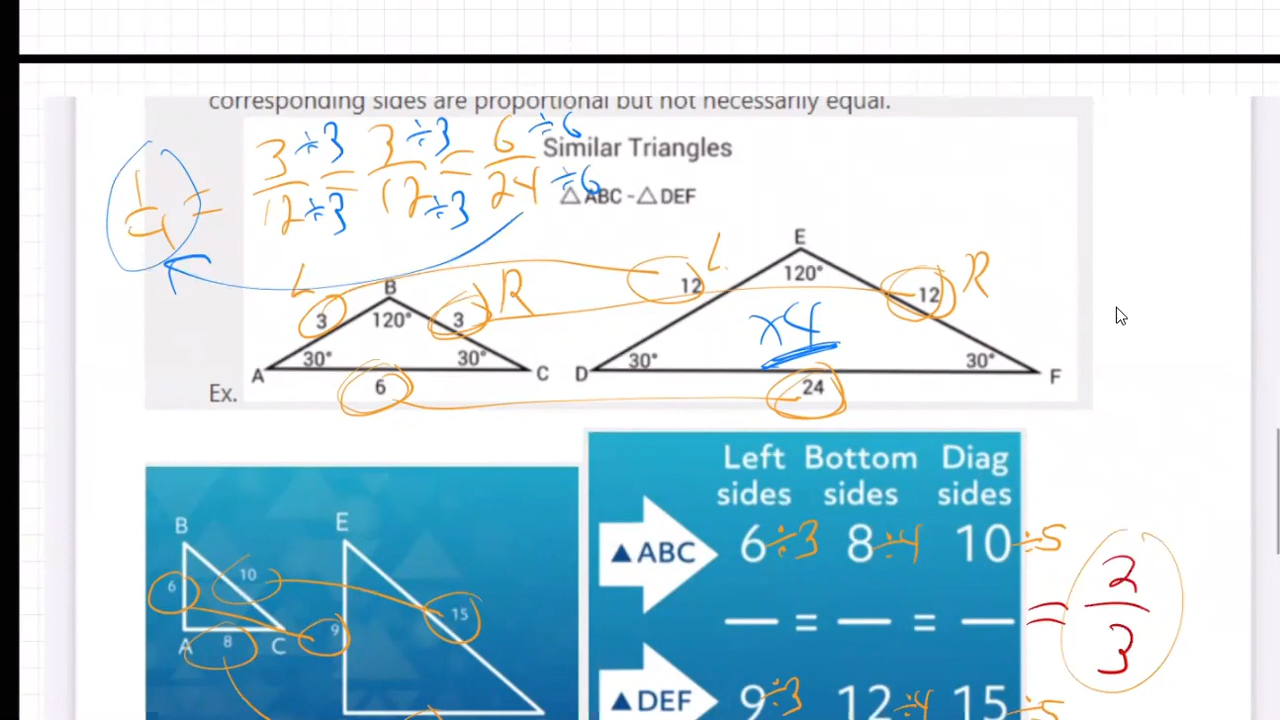 corresponding sides are proportional but not necessarily equal.
1/4 = 3÷3/12÷3 = 3÷3/12÷3 = 6÷6/24÷6
Similar Triangles
△ABC ~ △DEF
L B R
3 120° 3
30° 30°
A 6 C
L E R
12 120° 12
x4
30° 30°
D 24 F
Ex.
B E
6 10
9 15
A 8 C
Left Bottom Diag
sides sides sides
▲ABC 6÷3 8÷4 10÷5
= = = 2/3
▲DEF 9÷3 12÷4 15÷5